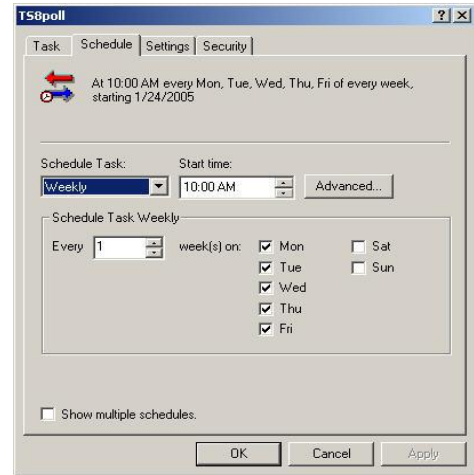 TS8poll
Task Schedule Settings Security
At 10:00 AM every Mon, Tue, Wed, Thu, Fri of every week,
starting 1/24/2005
Schedule Task: Start time:
Weekly 10:00 AM Advanced...
Schedule Task Weekly
Every 1 week(s) on: Mon Sat
Tue Sun
Wed
Thu
Fri
Show multiple schedules.
OK Cancel Apply